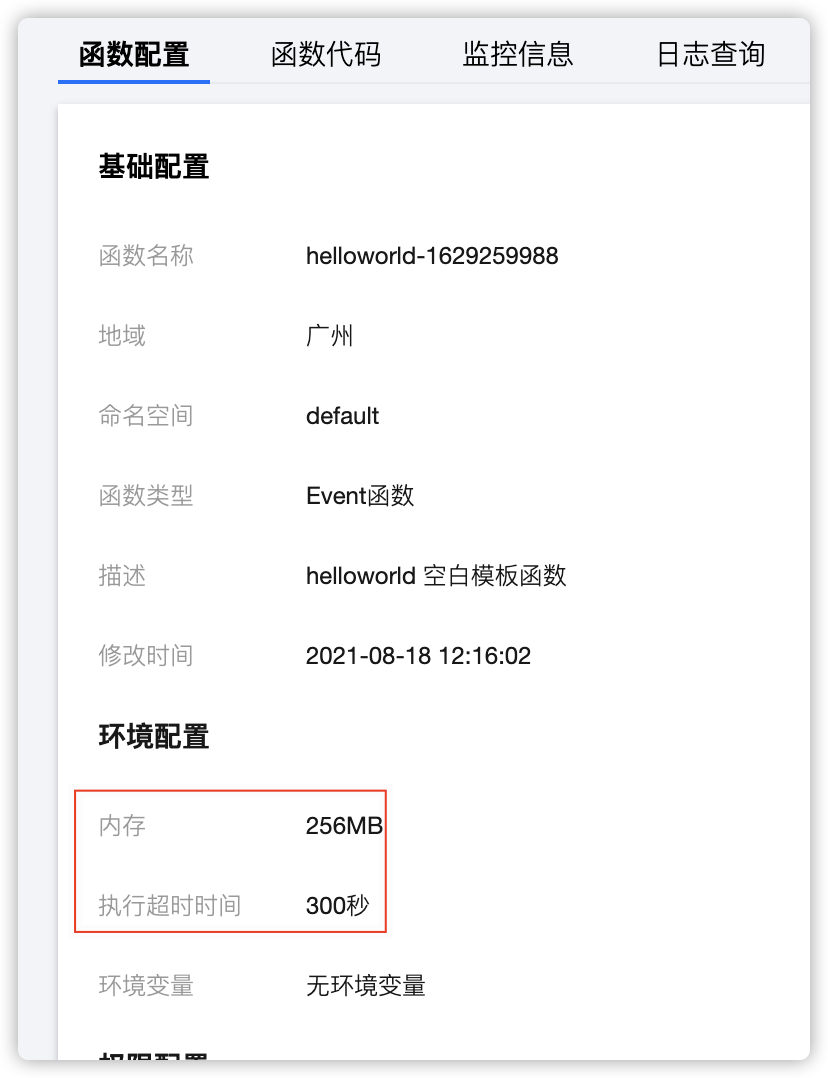 函数配置 函数代码 监控信息 日志查询
基础配置
函数名称 helloworld-1629259988
地域 广州
命名空间 default
函数类型 Event函数
描述 helloworld 空白模板函数
修改时间 2021-08-18 12:16:02
环境配置
内存 256MB
执行超时时间 300秒
环境变量 无环境变量
权限配置